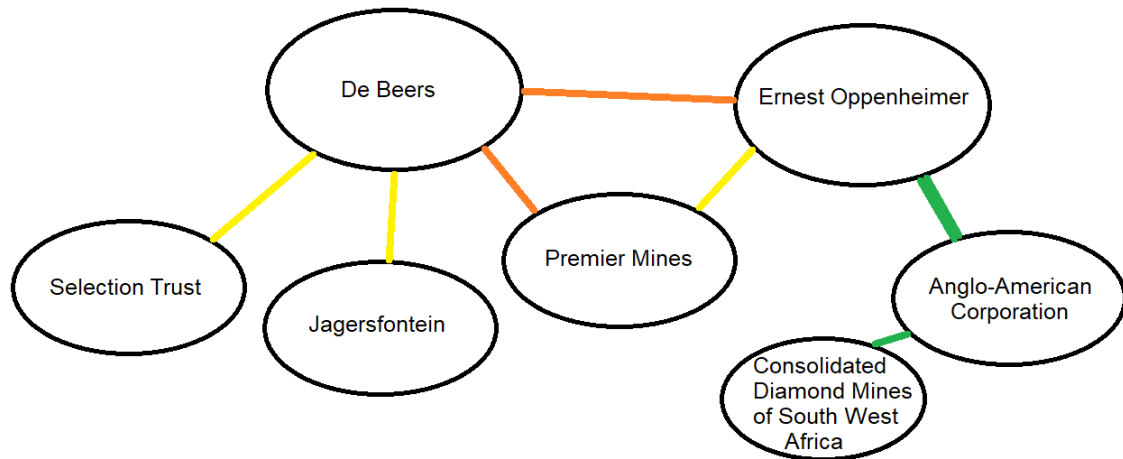 De Beers
Ernest Oppenheimer
Selection Trust
Jagersfontein
Premier Mines
Anglo-American
Corporation
Consolidated
Diamond Mines
of South West
Africa